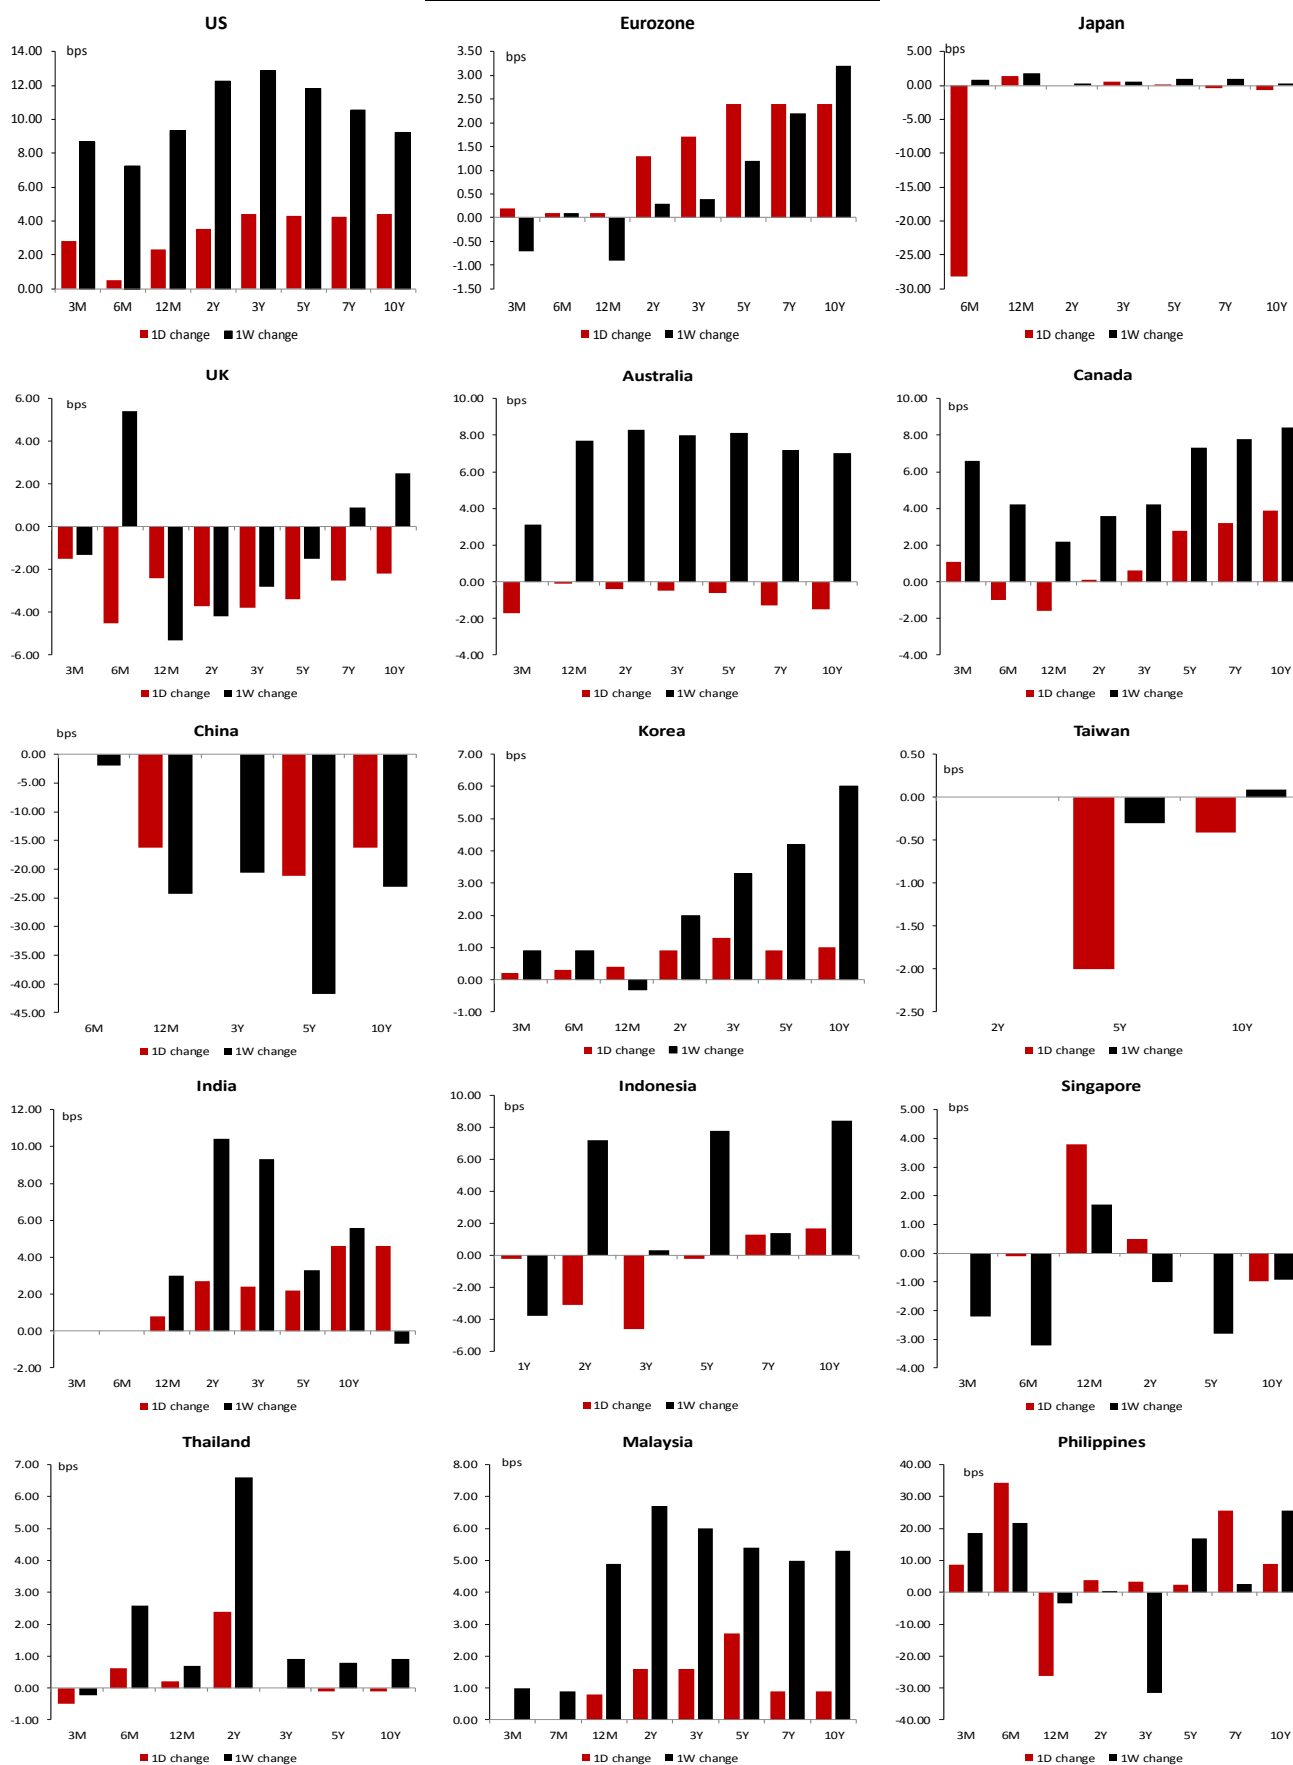 US
bps
14.00
12.00
10.00
8.00
6.00
4.00
2.00
0.00
3M 6M 12M 2Y 3Y 5Y 7Y 10Y
1D change 1W change
Eurozone
bps
3.50
3.00
2.50
2.00
1.50
1.00
0.50
0.00
-0.50
-1.00
-1.50
3M 6M 12M 2Y 3Y 5Y 7Y 10Y
1D change 1W change
Japan
bps
5.00
0.00
-5.00
-10.00
-15.00
-20.00
-25.00
-30.00
6M 12M 2Y 3Y 5Y 7Y 10Y
1D change 1W change
UK
bps
6.00
4.00
2.00
0.00
-2.00
-4.00
-6.00
3M 6M 12M 2Y 3Y 5Y 7Y 10Y
1D change 1W change
Australia
bps
10.00
8.00
6.00
4.00
2.00
0.00
-2.00
-4.00
3M 12M 2Y 3Y 5Y 7Y 10Y
1D change 1W change
Canada
bps
10.00
8.00
6.00
4.00
2.00
0.00
-2.00
-4.00
3M 6M 12M 2Y 3Y 5Y 7Y 10Y
1D change 1W change
China
bps
0.00
-5.00
-10.00
-15.00
-20.00
-25.00
-30.00
-35.00
-40.00
-45.00
6M 12M 3Y 5Y 10Y
1D change 1W change
Korea
bps
7.00
6.00
5.00
4.00
3.00
2.00
1.00
0.00
-1.00
3M 6M 12M 2Y 3Y 5Y 10Y
1D change 1W change
Taiwan
bps
0.50
0.00
-0.50
-1.00
-1.50
-2.00
-2.50
2Y 5Y 10Y
1D change 1W change
India
bps
12.00
10.00
8.00
6.00
4.00
2.00
0.00
-2.00
3M 6M 12M 2Y 3Y 5Y 10Y
1D change 1W change
Indonesia
bps
10.00
8.00
6.00
4.00
2.00
0.00
-2.00
-4.00
-6.00
1Y 2Y 3Y 5Y 7Y 10Y
1D change 1W change
Singapore
bps
5.00
4.00
3.00
2.00
1.00
0.00
-1.00
-2.00
-3.00
-4.00
3M 6M 12M 2Y 5Y 10Y
1D change 1W change
Thailand
bps
7.00
6.00
5.00
4.00
3.00
2.00
1.00
0.00
-1.00
3M 6M 12M 2Y 3Y 5Y 10Y
1D change 1W change
Malaysia
bps
8.00
7.00
6.00
5.00
4.00
3.00
2.00
1.00
0.00
3M 7M 12M 2Y 3Y 5Y 7Y 10Y
1D change 1W change
Philippines
bps
40.00
30.00
20.00
10.00
0.00
-10.00
-20.00
-30.00
-40.00
3M 6M 12M 2Y 3Y 5Y 7Y 10Y
1D change 1W change